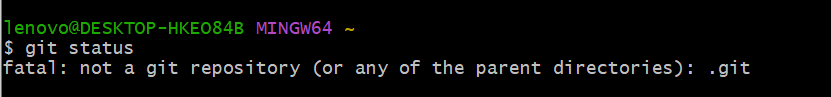 lenovo@DESKTOP-HKEO84B MINGW64 ~
$ git status
fatal: not a git repository (or any of the parent directories): .git